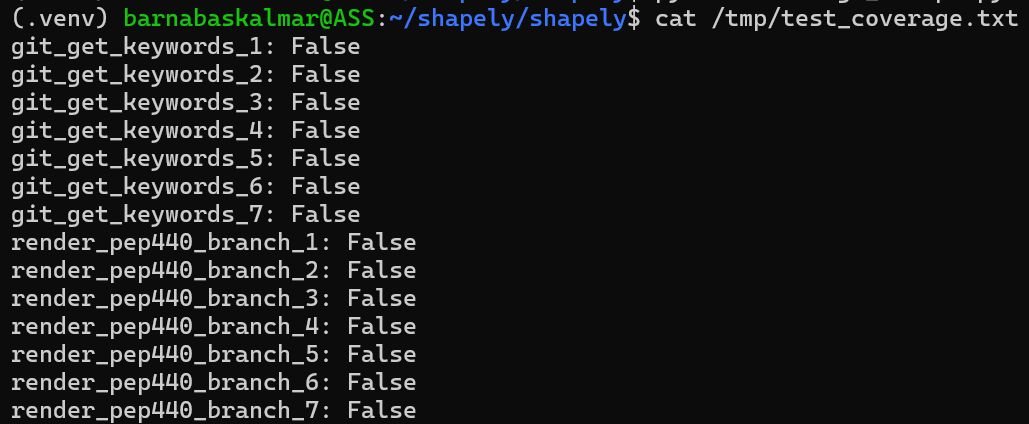 (.venv) barnabaskalmar@ASS:~/shapely/shapely$ cat /tmp/test_coverage.txt
git_get_keywords_1: False
git_get_keywords_2: False
git_get_keywords_3: False
git_get_keywords_4: False
git_get_keywords_5: False
git_get_keywords_6: False
git_get_keywords_7: False
render_pep440_branch_1: False
render_pep440_branch_2: False
render_pep440_branch_3: False
render_pep440_branch_4: False
render_pep440_branch_5: False
render_pep440_branch_6: False
render_pep440_branch_7: False